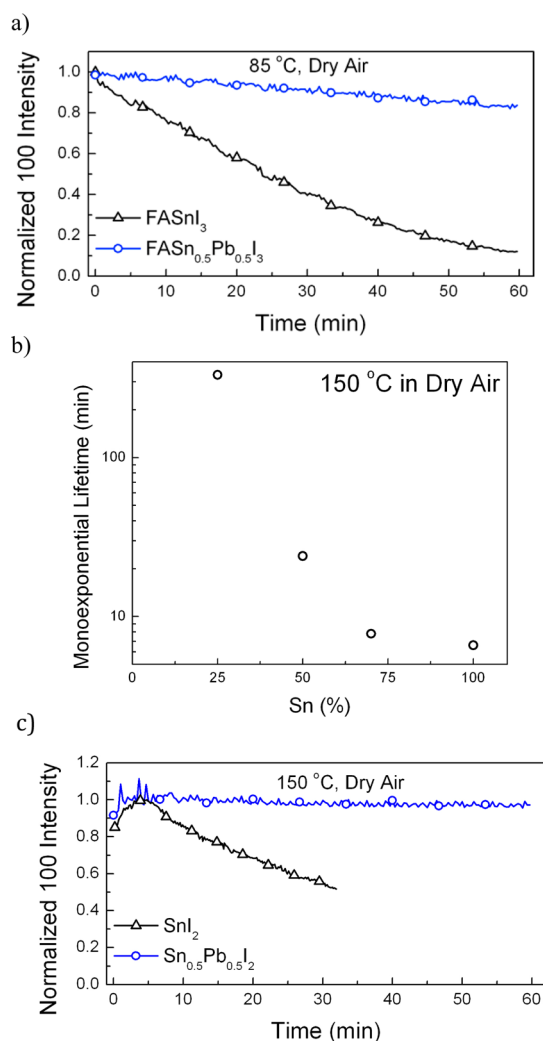 a)
85 °C, Dry Air
Normalized 100 Intensity
1.0
0.8
0.6
0.4
0.2
0.0
FASnI₃
FASn₀.₅Pb₀.₅I₃
0 10 20 30 40 50 60
Time (min)
b)
150 °C in Dry Air
Monoexponential Lifetime (min)
100
10
0 25 50 75 100
Sn (%)
c)
150 °C, Dry Air
Normalized 100 Intensity
1.2
1.0
0.8
0.6
0.4
0.2
0.0
SnI₂
Sn₀.₅Pb₀.₅I₂
0 10 20 30 40 50 60
Time (min)